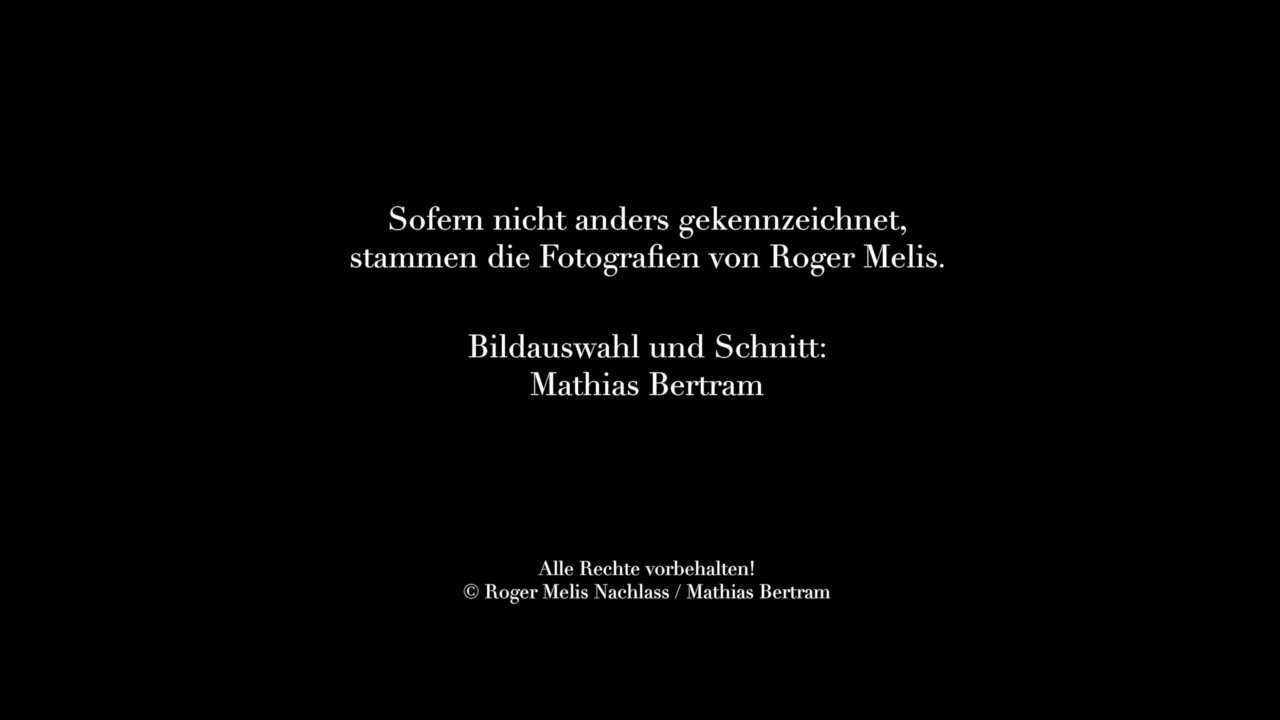 Sofern nicht anders gekennzeichnet,
stammen die Fotografien von Roger Melis.
Bildauswahl und Schnitt:
Mathias Bertram
Alle Rechte vorbehalten!
© Roger Melis Nachlass / Mathias Bertram